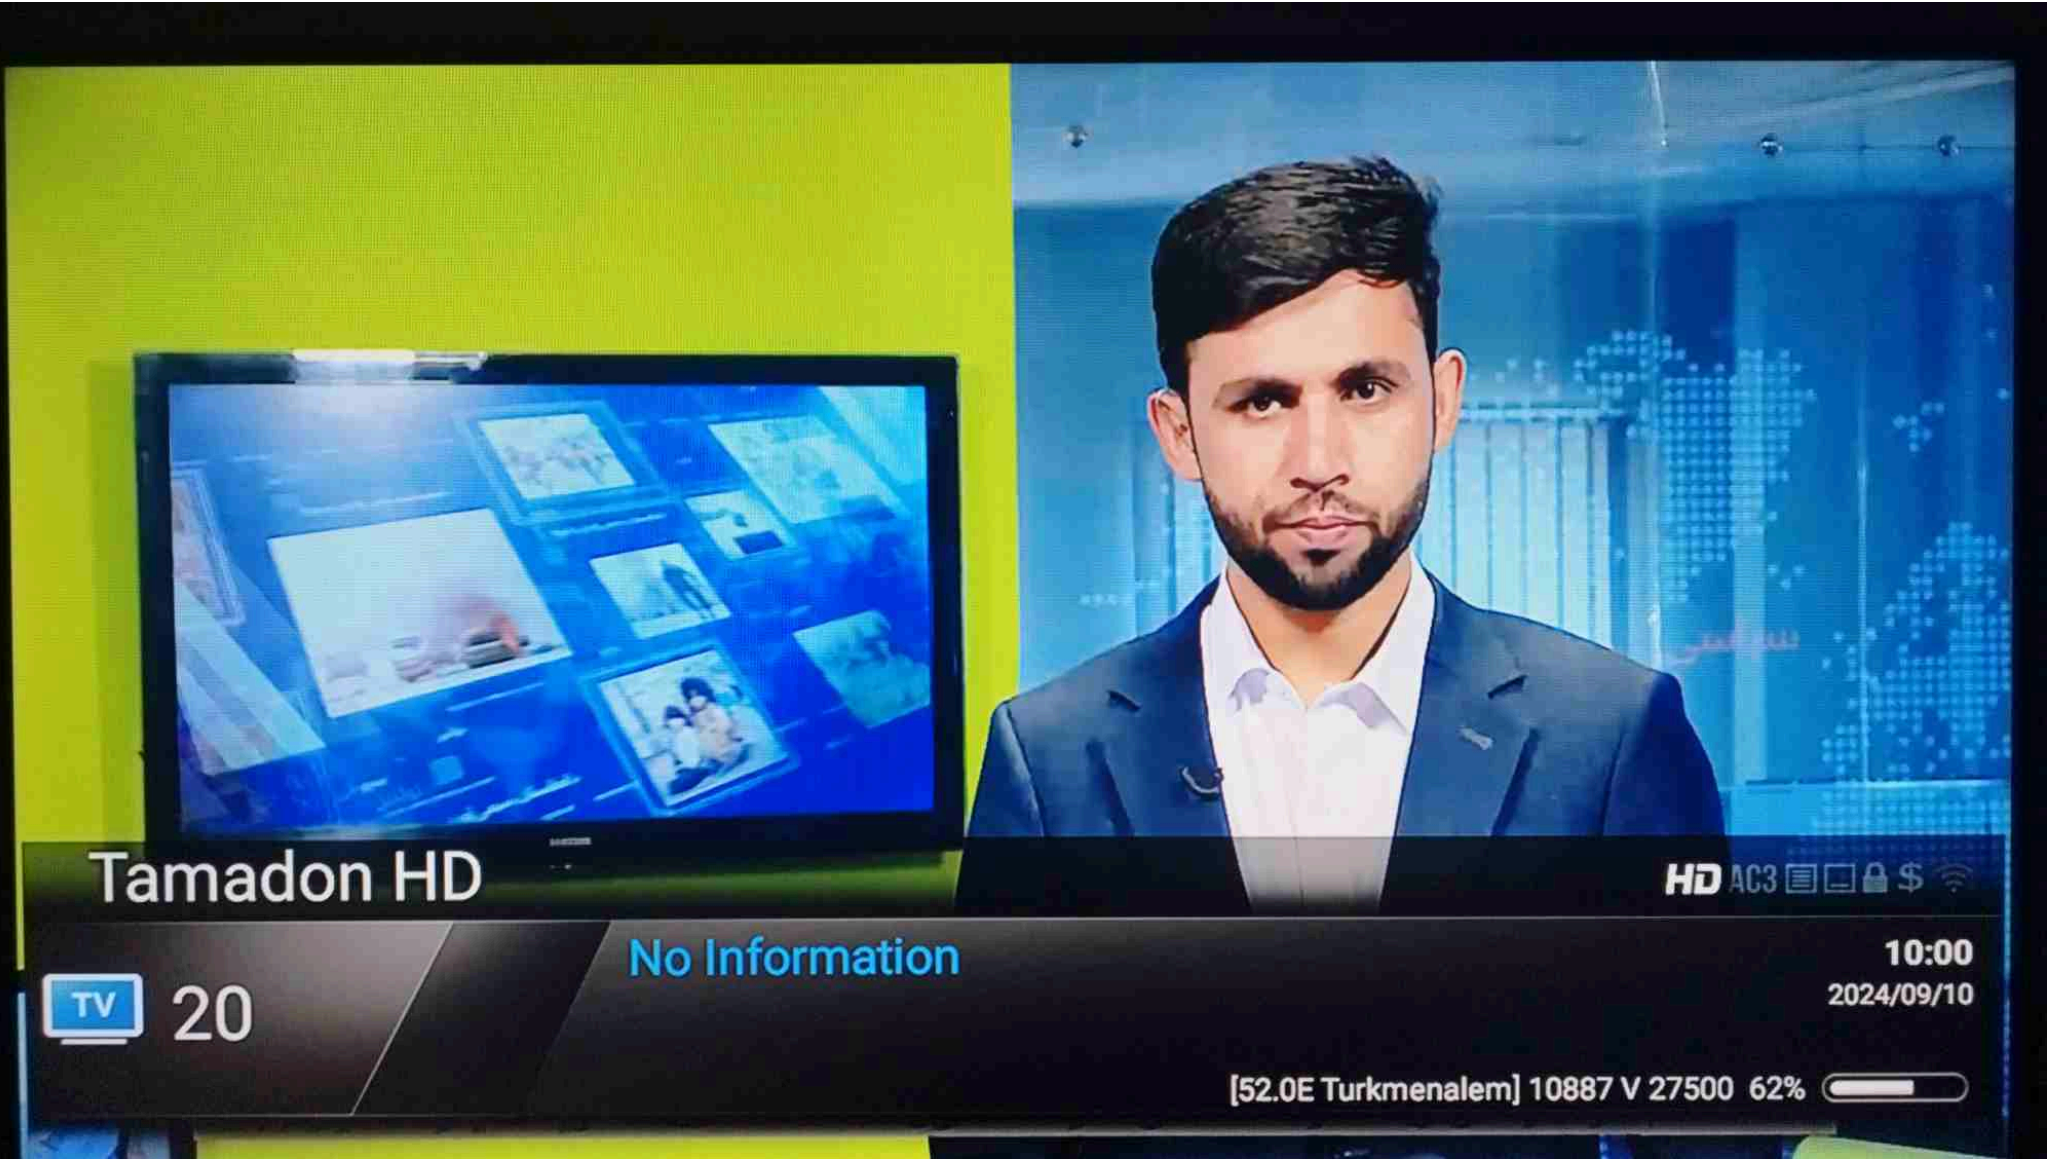 Tamadon HD
HD AC3 $
No Information
10:00
TV 20
2024/09/10
[52.0E Turkmenalem] 10887 V 27500 62%